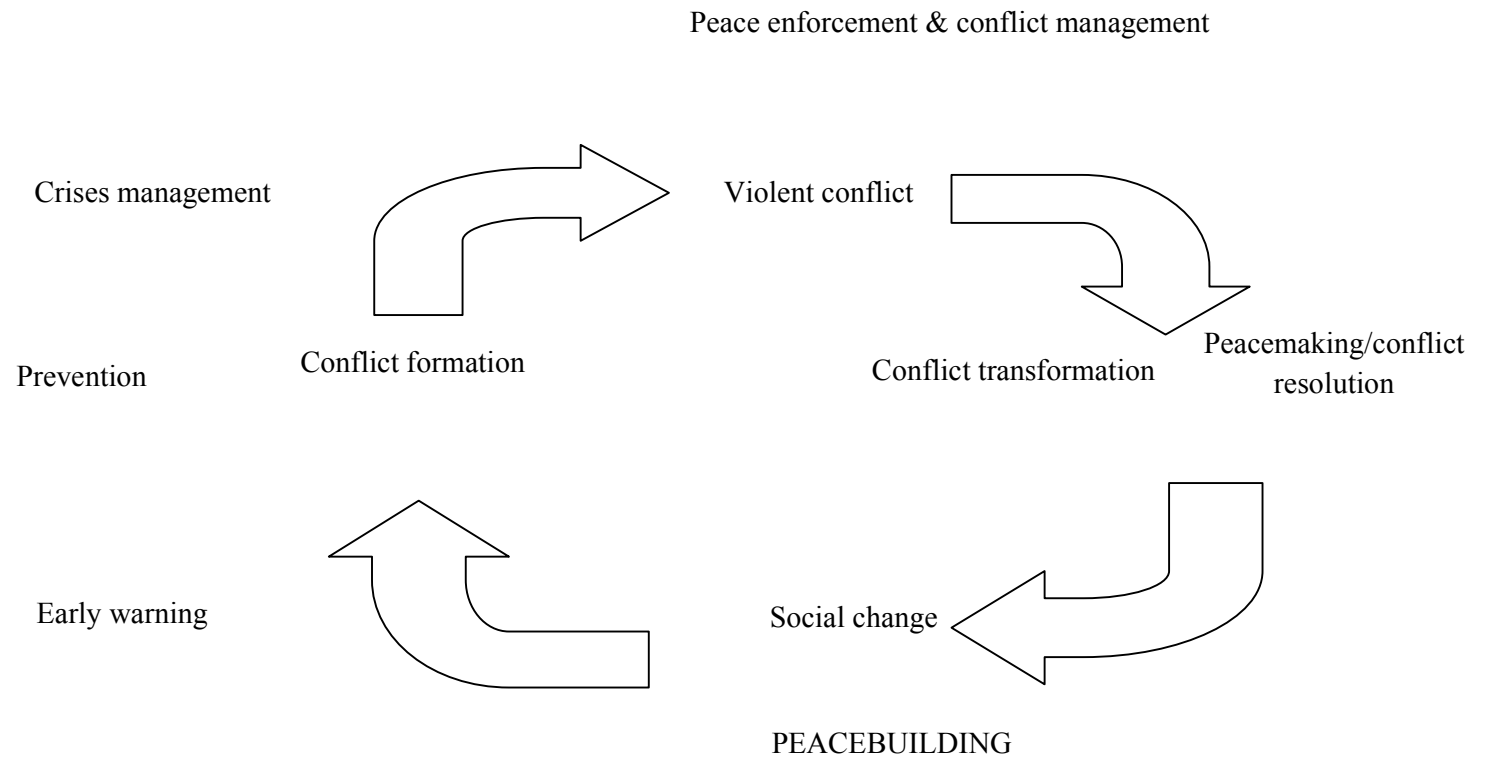 Peace enforcement & conflict management
Crises management
Violent conflict
Peacemaking/conflict
resolution
Conflict transformation
Conflict formation
Prevention
Early warning
Social change
PEACEBUILDING